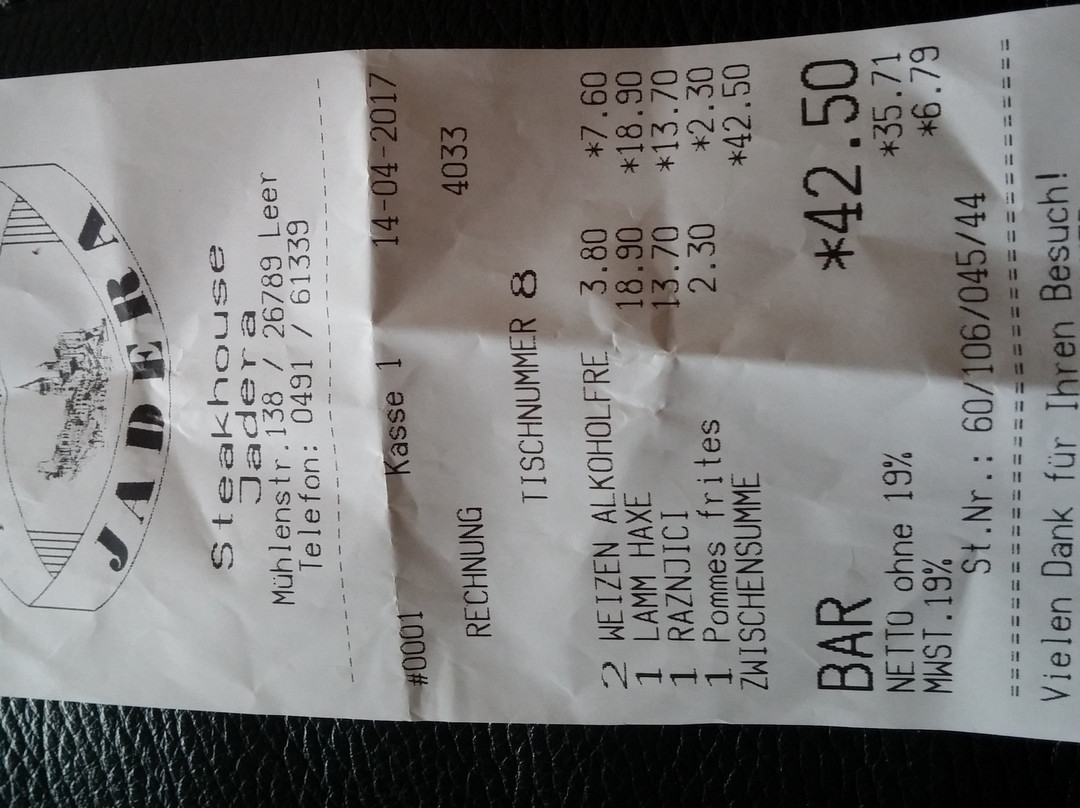 JADERA
Steakhouse
Jadera
Mühlenstr.138 / 26789 Leer
Telefon: 0491 / 61339
#0001 Kasse 1 14-04-2017
RECHNUNG 4033
TISCHNUMMER 8
2 WEIZEN ALKOHOLFRE 3.80 *7.60
1 LAMM HAXE 18.90 *18.90
1 RAZNJICI 13.70 *13.70
1 Pommes frites 2.30 *2.30
ZWISCHENSUMME *42.50
BAR *42.50
NETTO ohne 19% *35.71
MWST.19% *6.79
St.Nr.: 60/106/045/44
Vielen Dank für Ihren Besuch!